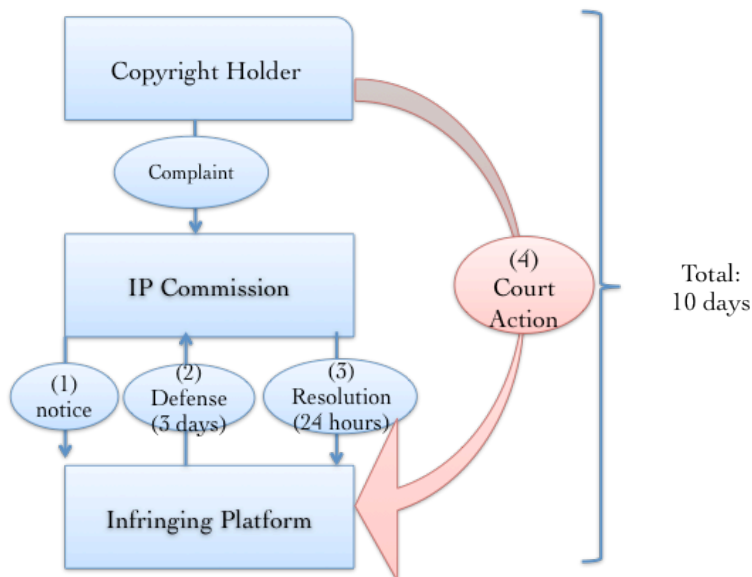 Copyright Holder
Complaint
IP Commission
(1)
notice
(2)
Defense
(3 days)
(3)
Resolution
(24 hours)
(4)
Court
Action
Infringing Platform
Total:
10 days